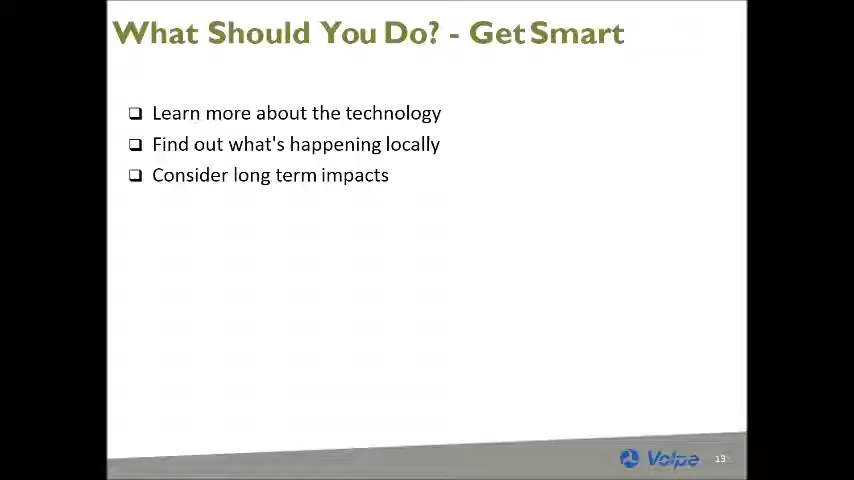 What Should You Do? - Get Smart
Learn more about the technology
Find out what's happening locally
Consider long term impacts
Volpe 13